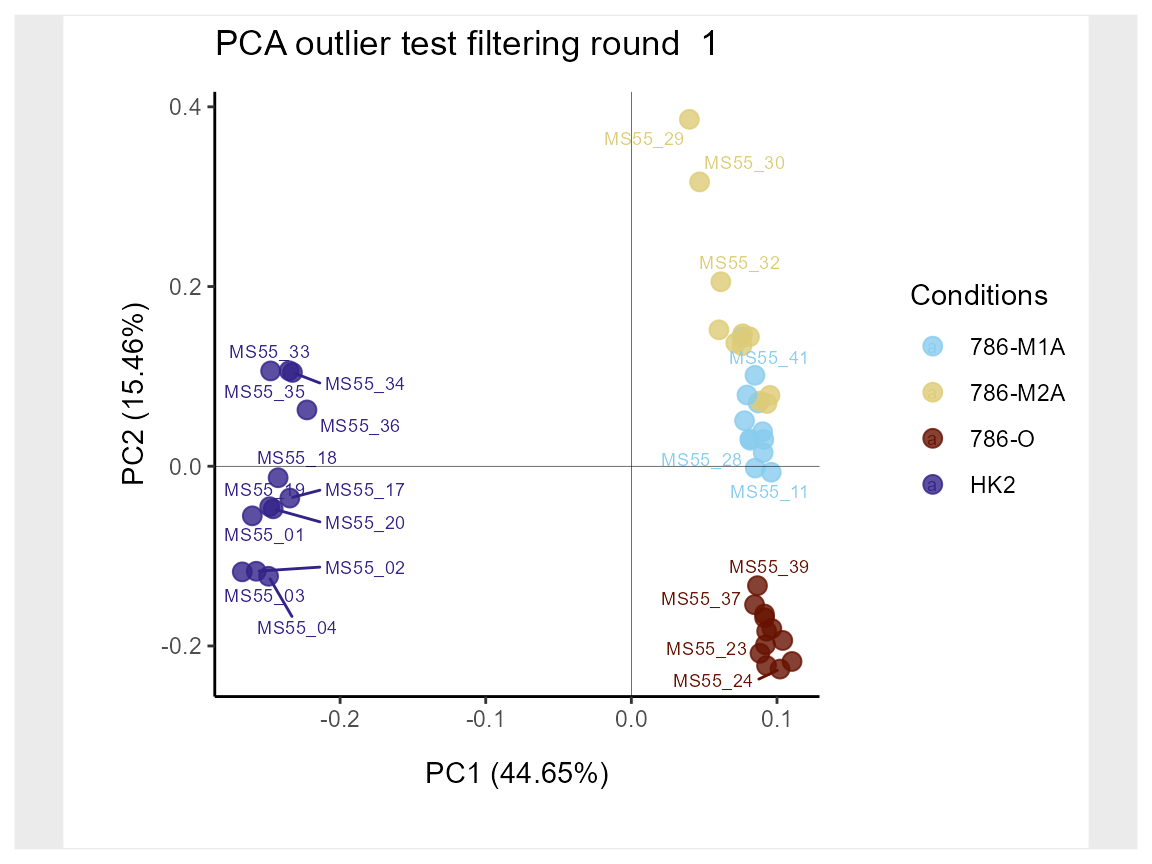 PCA outlier test filtering round  1
0.4
MS55_29
MS55_30
MS55_32
0.2
MS55_33
MS55_34
MS55_35
MS55_36
MS55_41
MS55_18
MS55_28
0.0
MS55_19
MS55_17
MS55_11
MS55_20
MS55_01
MS55_02
MS55_39
MS55_03
MS55_37
MS55_04
-0.2
MS55_23
MS55_24
-0.2
-0.1
0.0
0.1
PC1 (44.65%)
PC2 (15.46%)
Conditions
a 786-M1A
a 786-M2A
a 786-O
a HK2